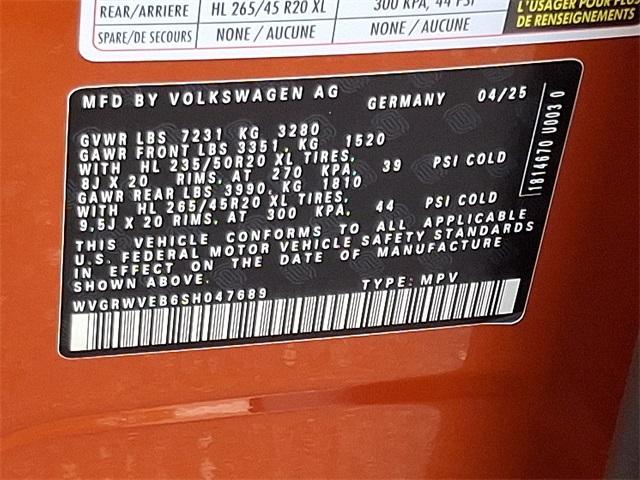 REAR/ARRIERE HL 265/45 R20 XL 300 KPA, 44 PSI
SPARE/DE SECOURS NONE / AUCUNE NONE / AUCUNE
L'USAGER POUR PLUS
DE RENSEIGNEMENTS
MFD BY VOLKSWAGEN AG GERMANY 04/25
GVWR LBS 7231 KG 3280
GAWR FRONT LBS 3351. KG 1520
WITH HL 235/50R20 XL TIRES.
8J X 20 RIMS. AT 270 KPA. 39 PSI COLD
GAWR REAR LBS 3990. KG 1810
WITH HL 265/45R20 XL TIRES.
9.5J X 20 RIMS. AT 300 KPA. 44 PSI COLD
THIS VEHICLE CONFORMS TO ALL APPLICABLE
U.S. FEDERAL MOTOR VEHICLE SAFETY STANDARDS
IN EFFECT ON THE DATE OF MANUFACTURE
SHOWN ABOVE.
WVGRWVEB6SH047689 TYPE: MPV
1814670 U003 0